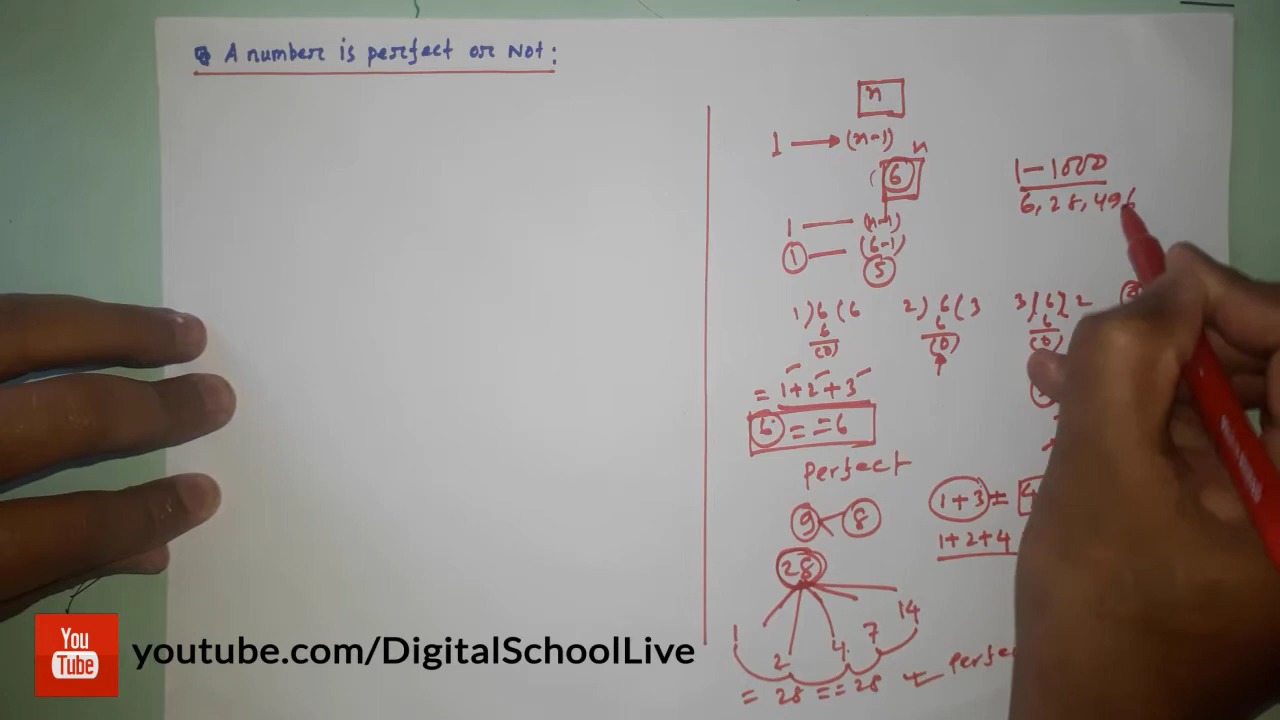 Q A number is perfect or Not:
n
1 → (n-1)
n
6
1 — (n-1)
1 — (6-1)
5
1 - 1000
6, 28, 496
1) 6 (6
6
(0)
2) 6 (3
6
(0)
3) 6 (2
6
(0)
= 1+2+3
6 = = 6
Perfect
9 8
1+3 ≠ 4
1+2+4
28
1 2 4 7 14
= 28 == 28 ←
You
Tube
youtube.com/DigitalSchoolLive